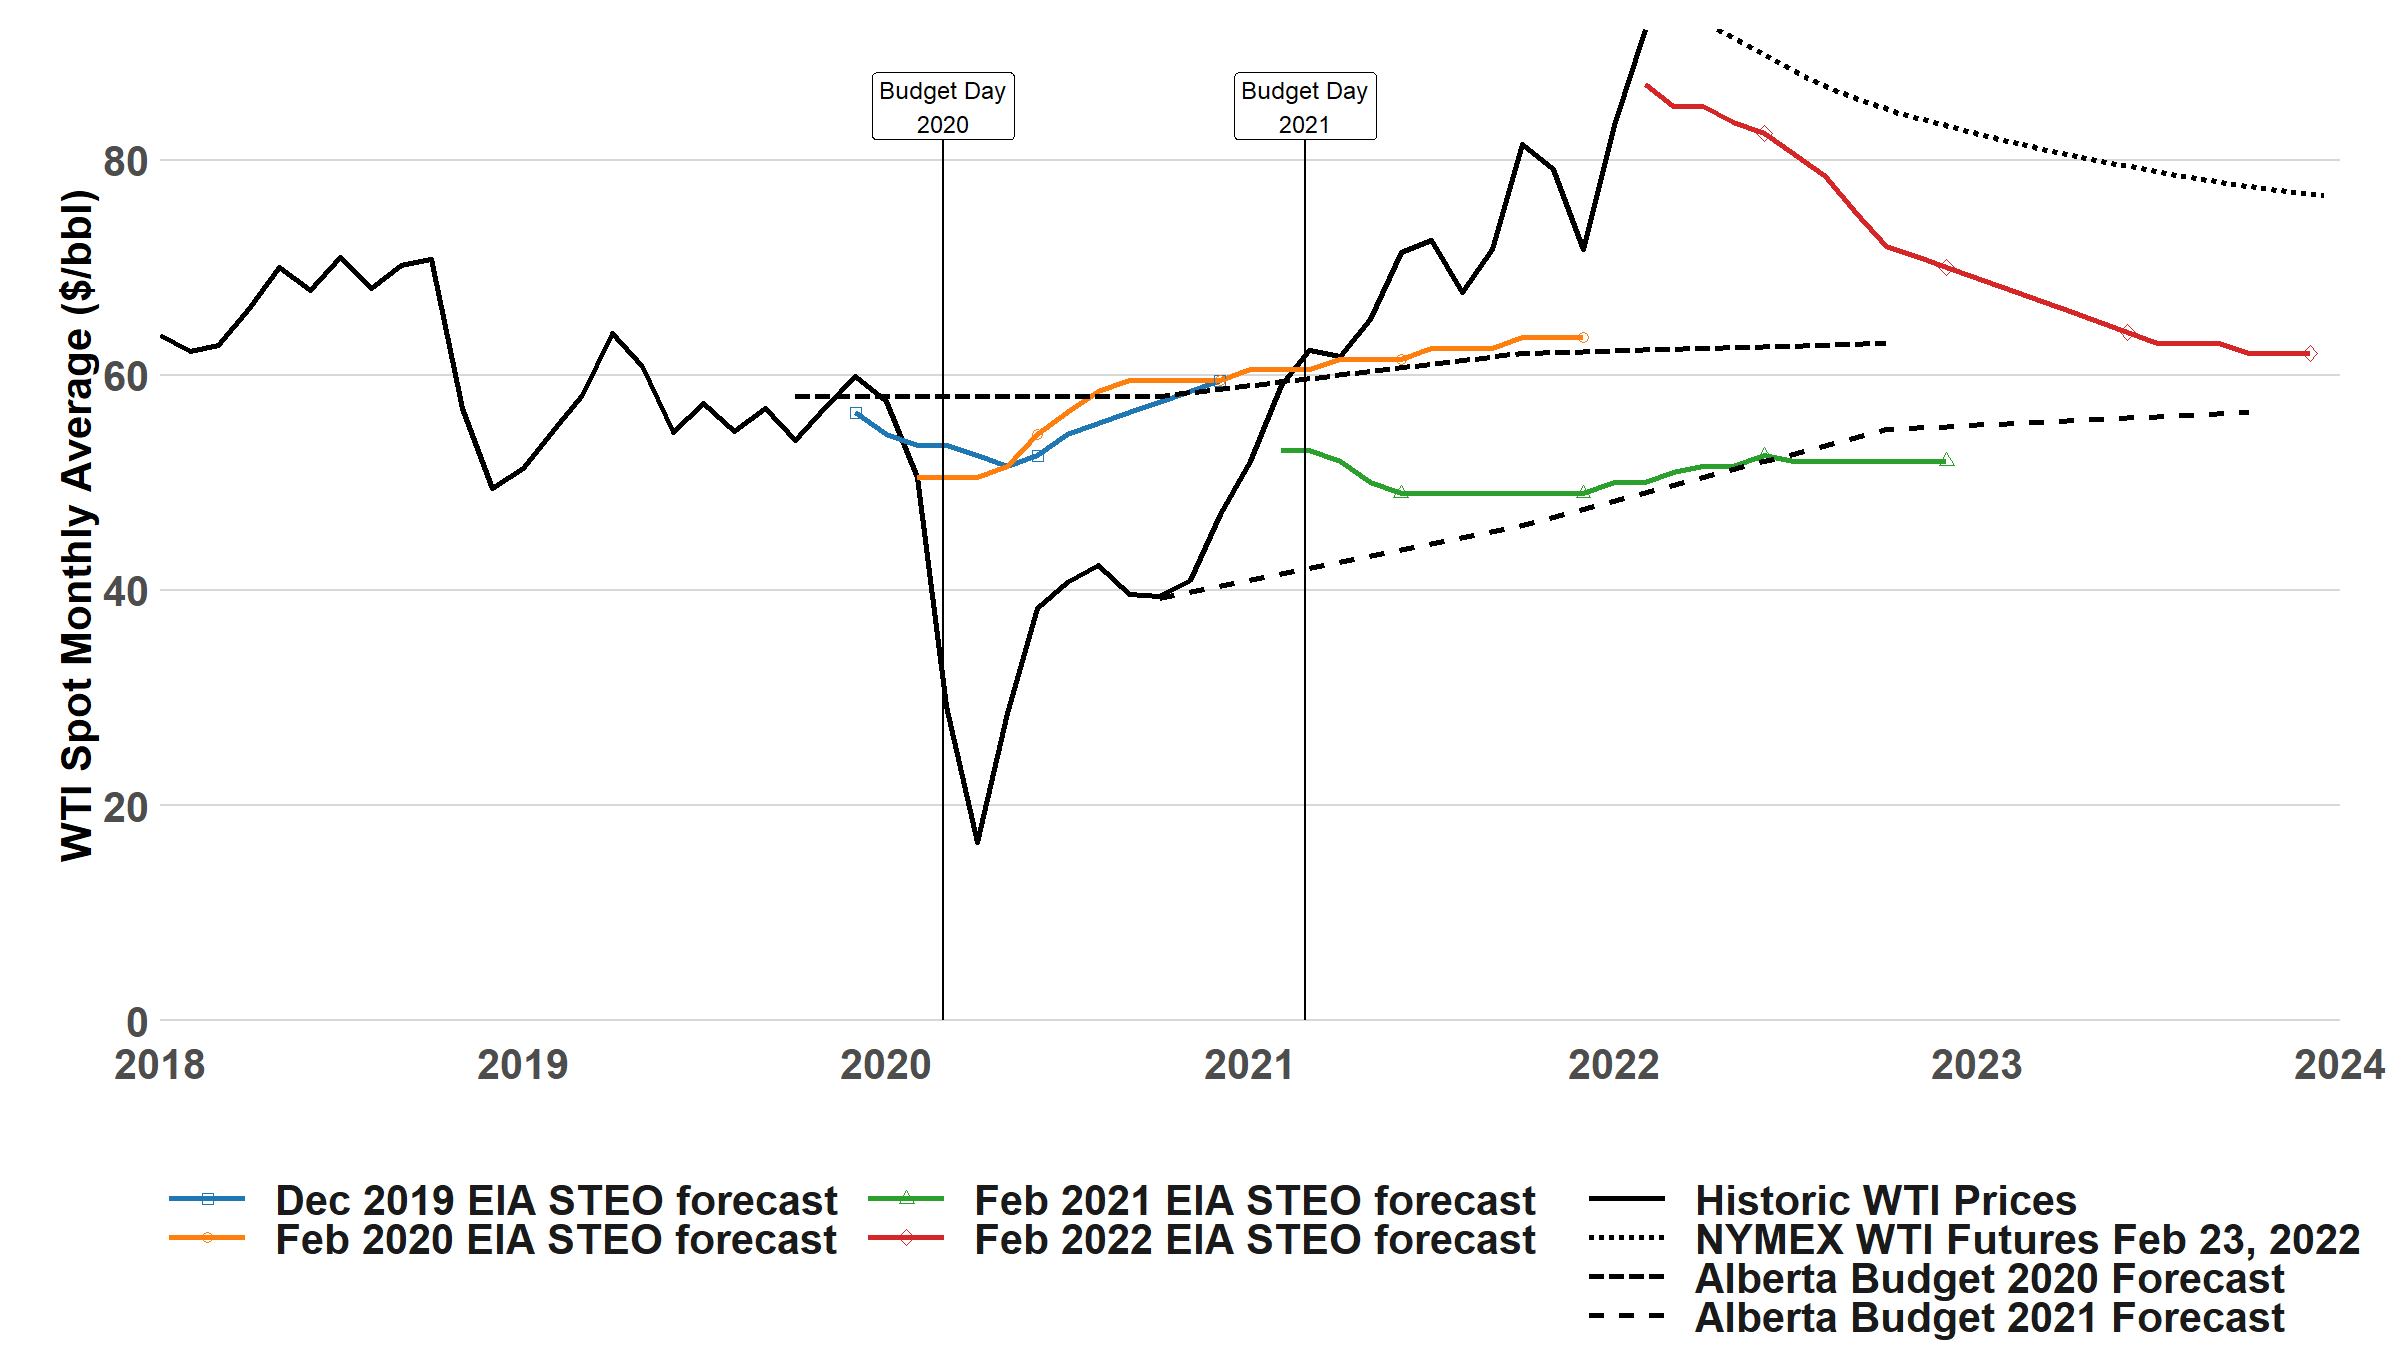 Budget Day
2020
Budget Day
2021
WTI Spot Monthly Average ($/bbl)
80
60
40
20
0
2018
2019
2020
2021
2022
2023
2024
Dec 2019 EIA STEO forecast
Feb 2020 EIA STEO forecast
Feb 2021 EIA STEO forecast
Feb 2022 EIA STEO forecast
Historic WTI Prices
NYMEX WTI Futures Feb 23, 2022
Alberta Budget 2020 Forecast
Alberta Budget 2021 Forecast